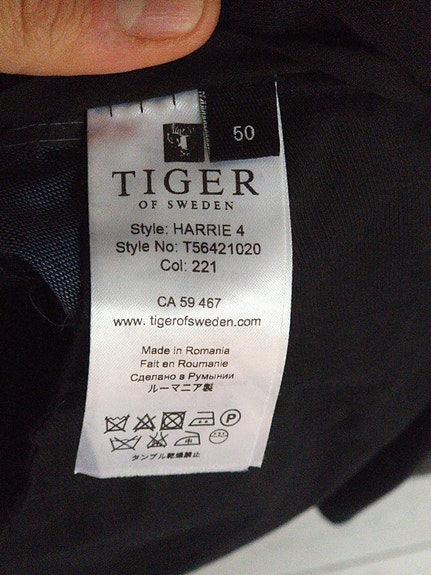 50
TIGER
OF SWEDEN
Style: HARRIE 4
Style No: T56421020
Col: 221
CA 59 467
www. tigerofsweden.com
Made in Romania
Fait en Roumanie
Сделано в Румынии
ルーマニア製
P
タンブル乾燥禁止